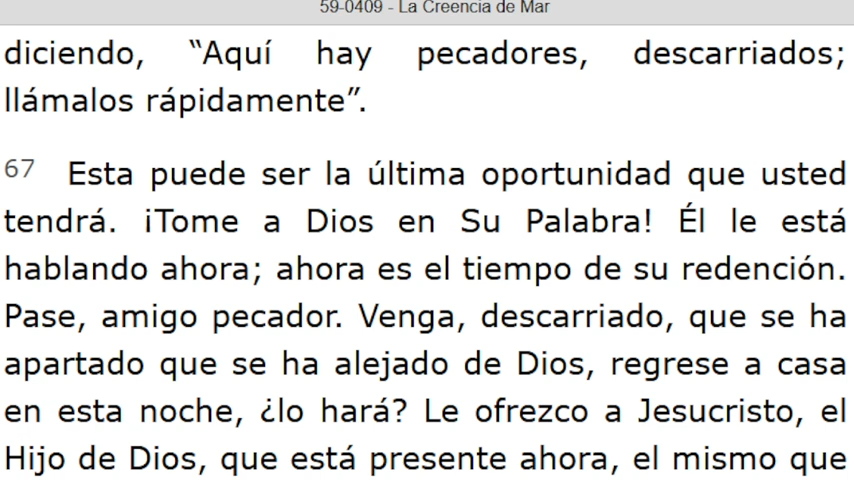 59-0409 - La Creencia de Mar
diciendo, “Aquí hay pecadores, descarriados;
llámalos rápidamente”.
67 Esta puede ser la última oportunidad que usted
tendrá. ¡Tome a Dios en Su Palabra! Él le está
hablando ahora; ahora es el tiempo de su redención.
Pase, amigo pecador. Venga, descarriado, que se ha
apartado que se ha alejado de Dios, regrese a casa
en esta noche, ¿lo hará? Le ofrezco a Jesucristo, el
Hijo de Dios, que está presente ahora, el mismo que